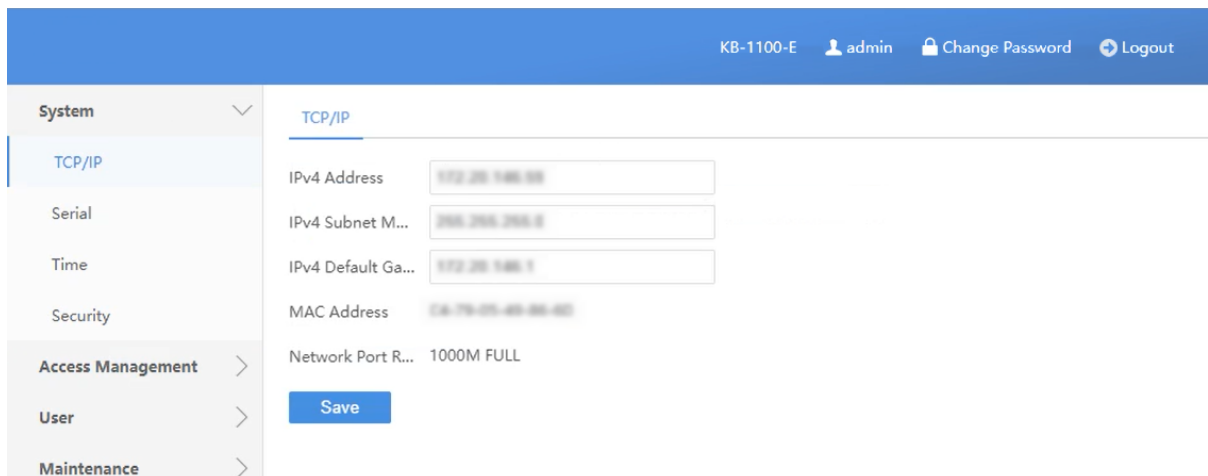 KB-1100-E admin Change Password Logout
System
TCP/IP
Serial
Time
Security
Access Management
User
Maintenance
TCP/IP
IPv4 Address
IPv4 Subnet M...
IPv4 Default Ga...
MAC Address
Network Port R... 1000M FULL
Save